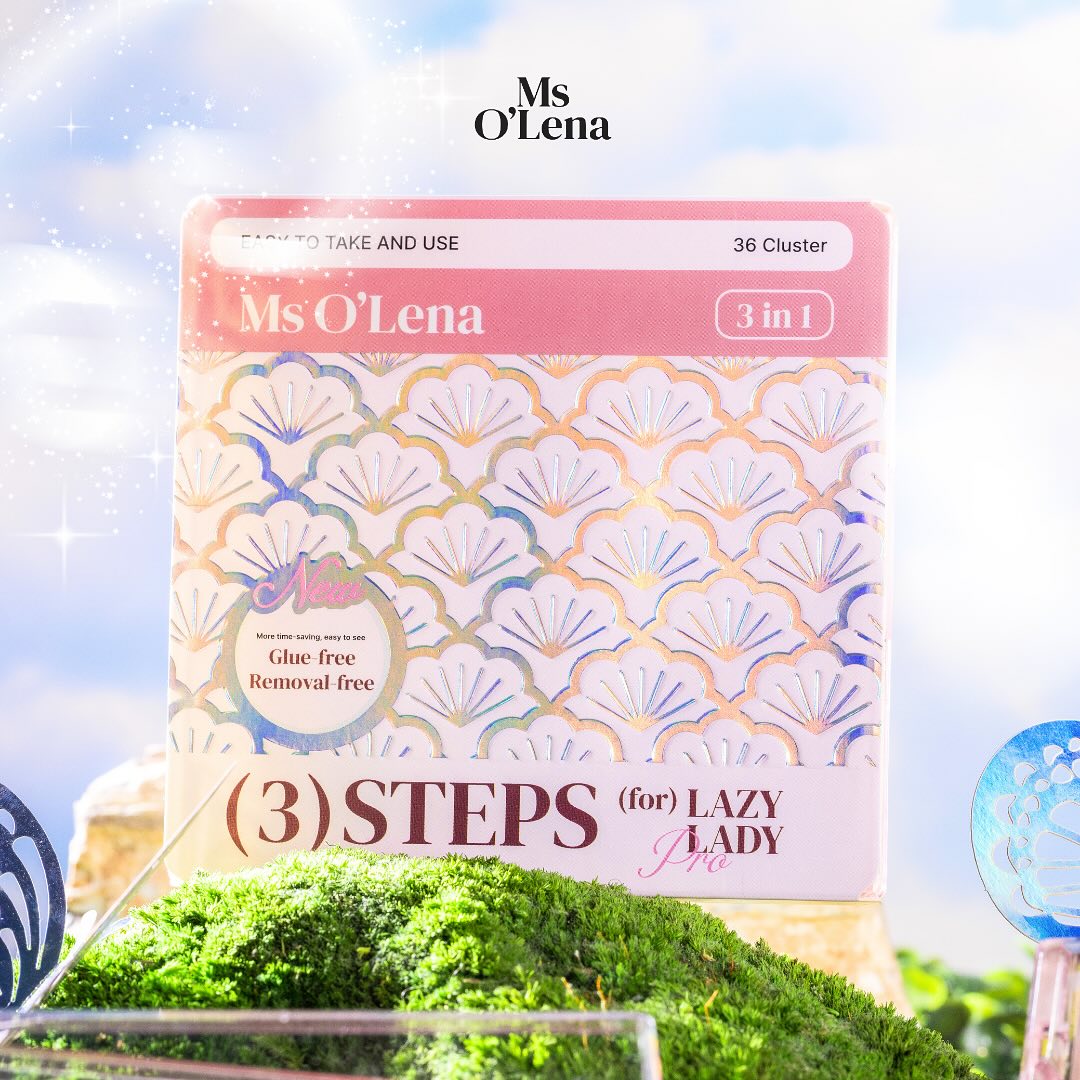 Ms
O’Lena
EASY TO TAKE AND USE
36 Cluster
Ms O’Lena
3 in 1
New
More time-saving, easy to see
Glue-free
Removal-free
(3) STEPS (for) LAZY
LADY
Pro